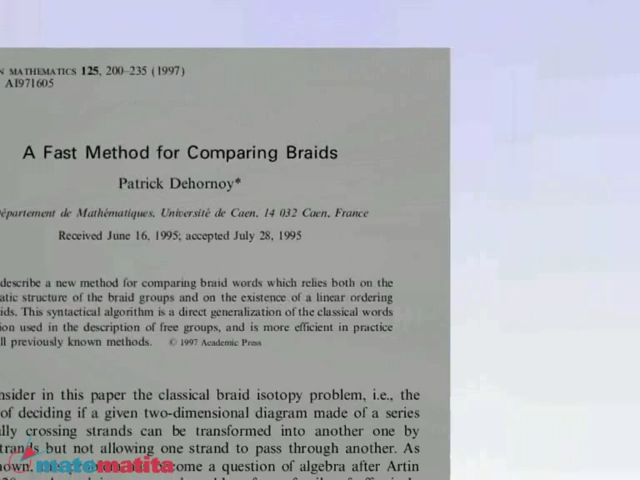 N MATHEMATICS 125, 200–235 (1997)
AI971605
A Fast Method for Comparing Braids
Patrick Dehornoy*
Département de Mathématiques, Université de Caen, 14 032 Caen, France
Received June 16, 1995; accepted July 28, 1995
describe a new method for comparing braid words which relies both on the
atic structure of the braid groups and on the existence of a linear ordering
ids. This syntactical algorithm is a direct generalization of the classical words
ion used in the description of free groups, and is more efficient in practice
ll previously known methods. © 1997 Academic Press
nsider in this paper the classical braid isotopy problem, i.e., the
of deciding if a given two-dimensional diagram made of a series
ally crossing strands can be transformed into another one by
strands but not allowing one strand to pass through another. As
nown, come a question of algebra after Artin
matematita